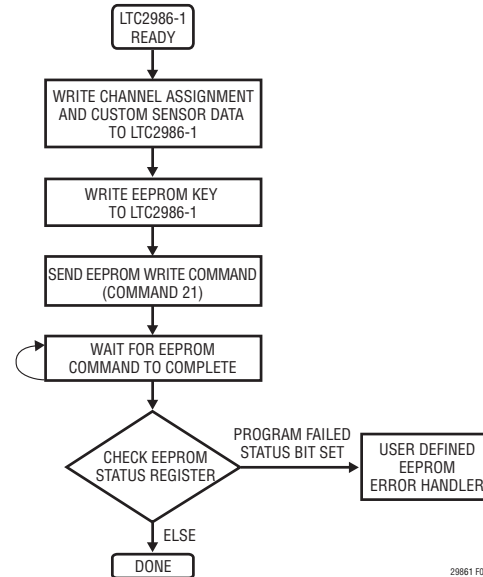 LTC2986-1
READY
WRITE CHANNEL ASSIGNMENT
AND CUSTOM SENSOR DATA
TO LTC2986-1
WRITE EEPROM KEY
TO LTC2986-1
SEND EEPROM WRITE COMMAND
(COMMAND 21)
WAIT FOR EEPROM
COMMAND TO COMPLETE
CHECK EEPROM
STATUS REGISTER
PROGRAM FAILED
STATUS BIT SET
USER DEFINED
EEPROM
ERROR HANDLER
ELSE
DONE
29861 F0